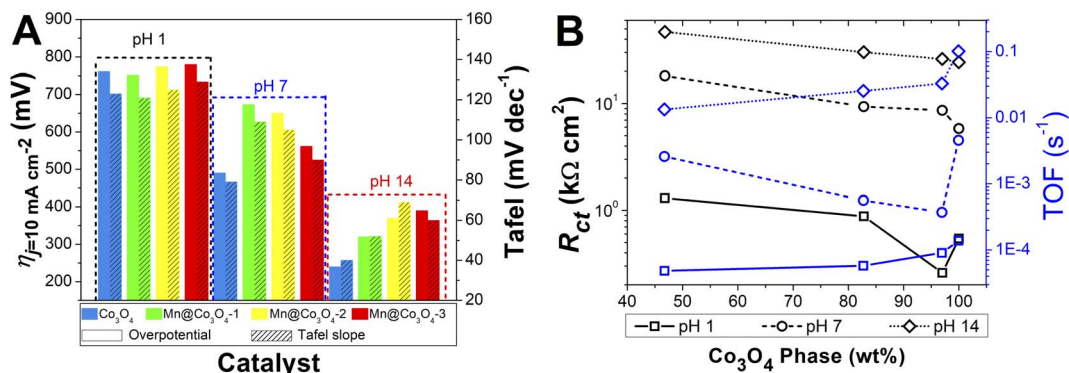 A
η_j=10 mA cm-2 (mV)
900
800
700
600
500
400
300
200
pH 1
pH 7
pH 14
160
140
120
100
80
60
40
20
Tafel (mV dec⁻¹)
Co₃O₄ Mn@Co₃O₄-1 Mn@Co₃O₄-2 Mn@Co₃O₄-3
Overpotential Tafel slope
Catalyst
B
R_ct (kΩ cm²)
10¹
10⁰
0.1
0.01
1E-3
1E-4
TOF (s⁻¹)
40 50 60 70 80 90 100
pH 1 pH 7 pH 14
Co₃O₄ Phase (wt%)